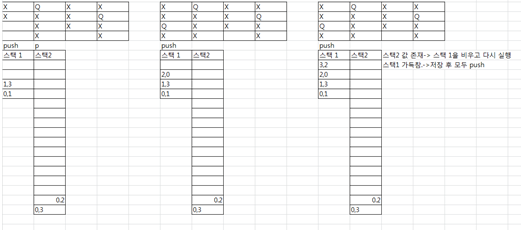 X Q X X X Q X X X Q X X
X X X Q X X X Q X X X Q
X X X Q X X X Q X X X
X X X X X X X Q X
push p push push
스택 1 스택2 스택 1 스택2 스택 1 스택2 스택2 값 존재-> 스택 1을 비우고 다시 실행
3,2 스택1 가득참.->저장 후 모두 push
2,0 2,0
1,3 1,3 1,3
0,1 0,1 0,1
0.2 0.2 0.2
0,3 0,3 0,3